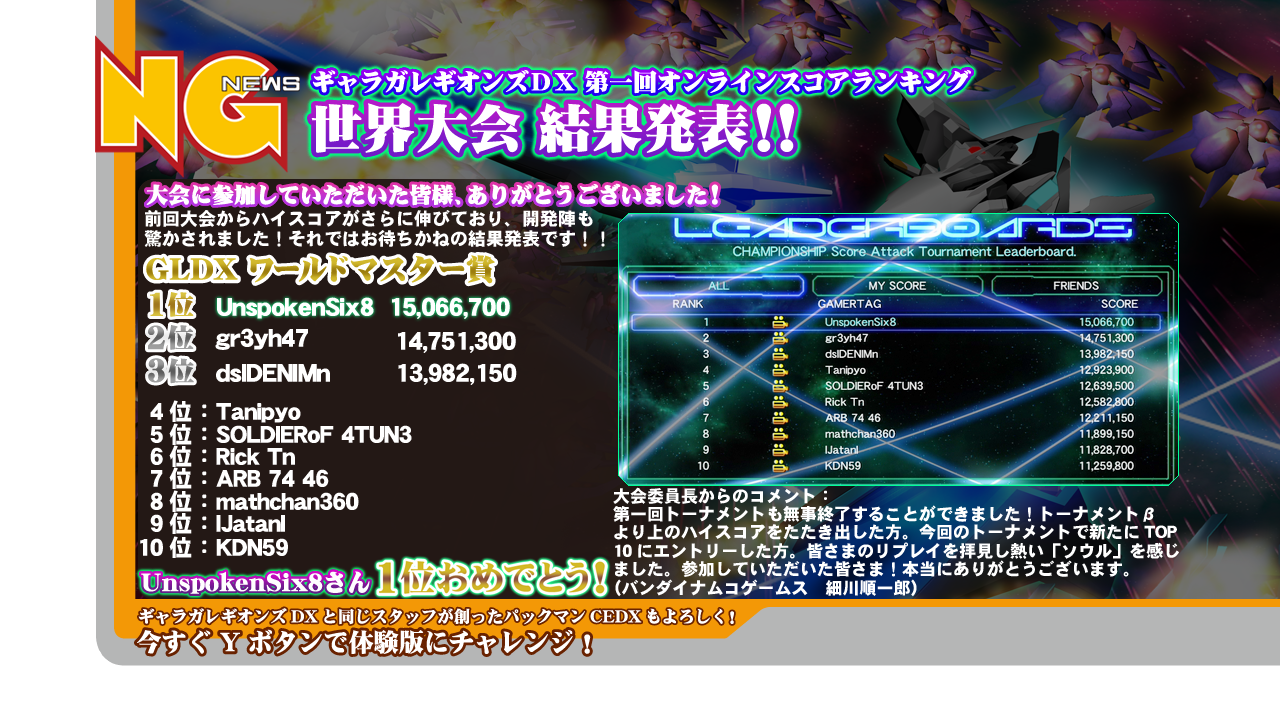 NG NEWS
ギャラガレギオンズDX 第一回オンラインスコアランキング
世界大会 結果発表!!
大会に参加していただいた皆様、ありがとうございました!
前回大会からハイスコアがさらに伸びており、開発陣も
驚かされました!それではお待ちかねの結果発表です!!
GLDX ワールドマスター賞
1位 UnspokenSix8 15,066,700
2位 gr3yh47 14,751,300
3位 dsIDENIMn 13,982,150
4位:Tanipyo
5位:SOLDIERoF 4TUN3
6位:Rick Tn
7位:ARB 74 46
8位:mathchan360
9位:IJatanI
10位:KDN59
UnspokenSix8さん 1位おめでとう!
LEADERBOARDS
CHAMPIONSHIP Score Attack Tournament Leaderboard.
ALL MY SCORE FRIENDS
RANK GAMERTAG SCORE
1 UnspokenSix8 15,066,700
2 gr3yh47 14,751,300
3 dsIDENIMn 13,982,150
4 Tanipyo 12,923,900
5 SOLDIERoF 4TUN3 12,639,500
6 Rick Tn 12,582,800
7 ARB 74 46 12,211,150
8 mathchan360 11,899,150
9 IJatanI 11,828,700
10 KDN59 11,259,800
大会委員長からのコメント:
第一回トーナメントも無事終了することができました!トーナメントβ
より上のハイスコアをたたき出した方。今回のトーナメントで新たに TOP
10 にエントリーした方。皆さまのリプレイを拝見し熱い「ソウル」を感じ
ました。参加していただいた皆さま!本当にありがとうございます。
(バンダイナムコゲームス 細川順一郎)
ギャラガレギオンズ DX と同じスタッフが創ったパックマン CEDX もよろしく!
今すぐ Y ボタンで体験版にチャレンジ!